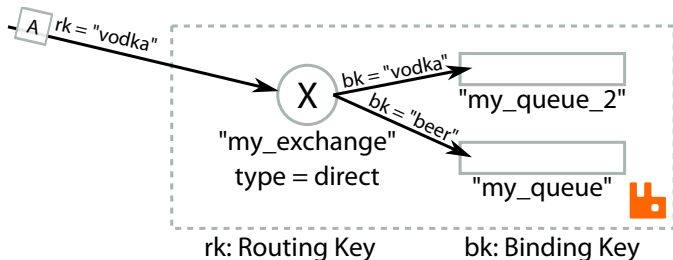 A
rk = "vodka"
X
bk = "vodka"
bk = "beer"
"my_queue_2"
"my_exchange"
type = direct
"my_queue"
rk: Routing Key
bk: Binding Key